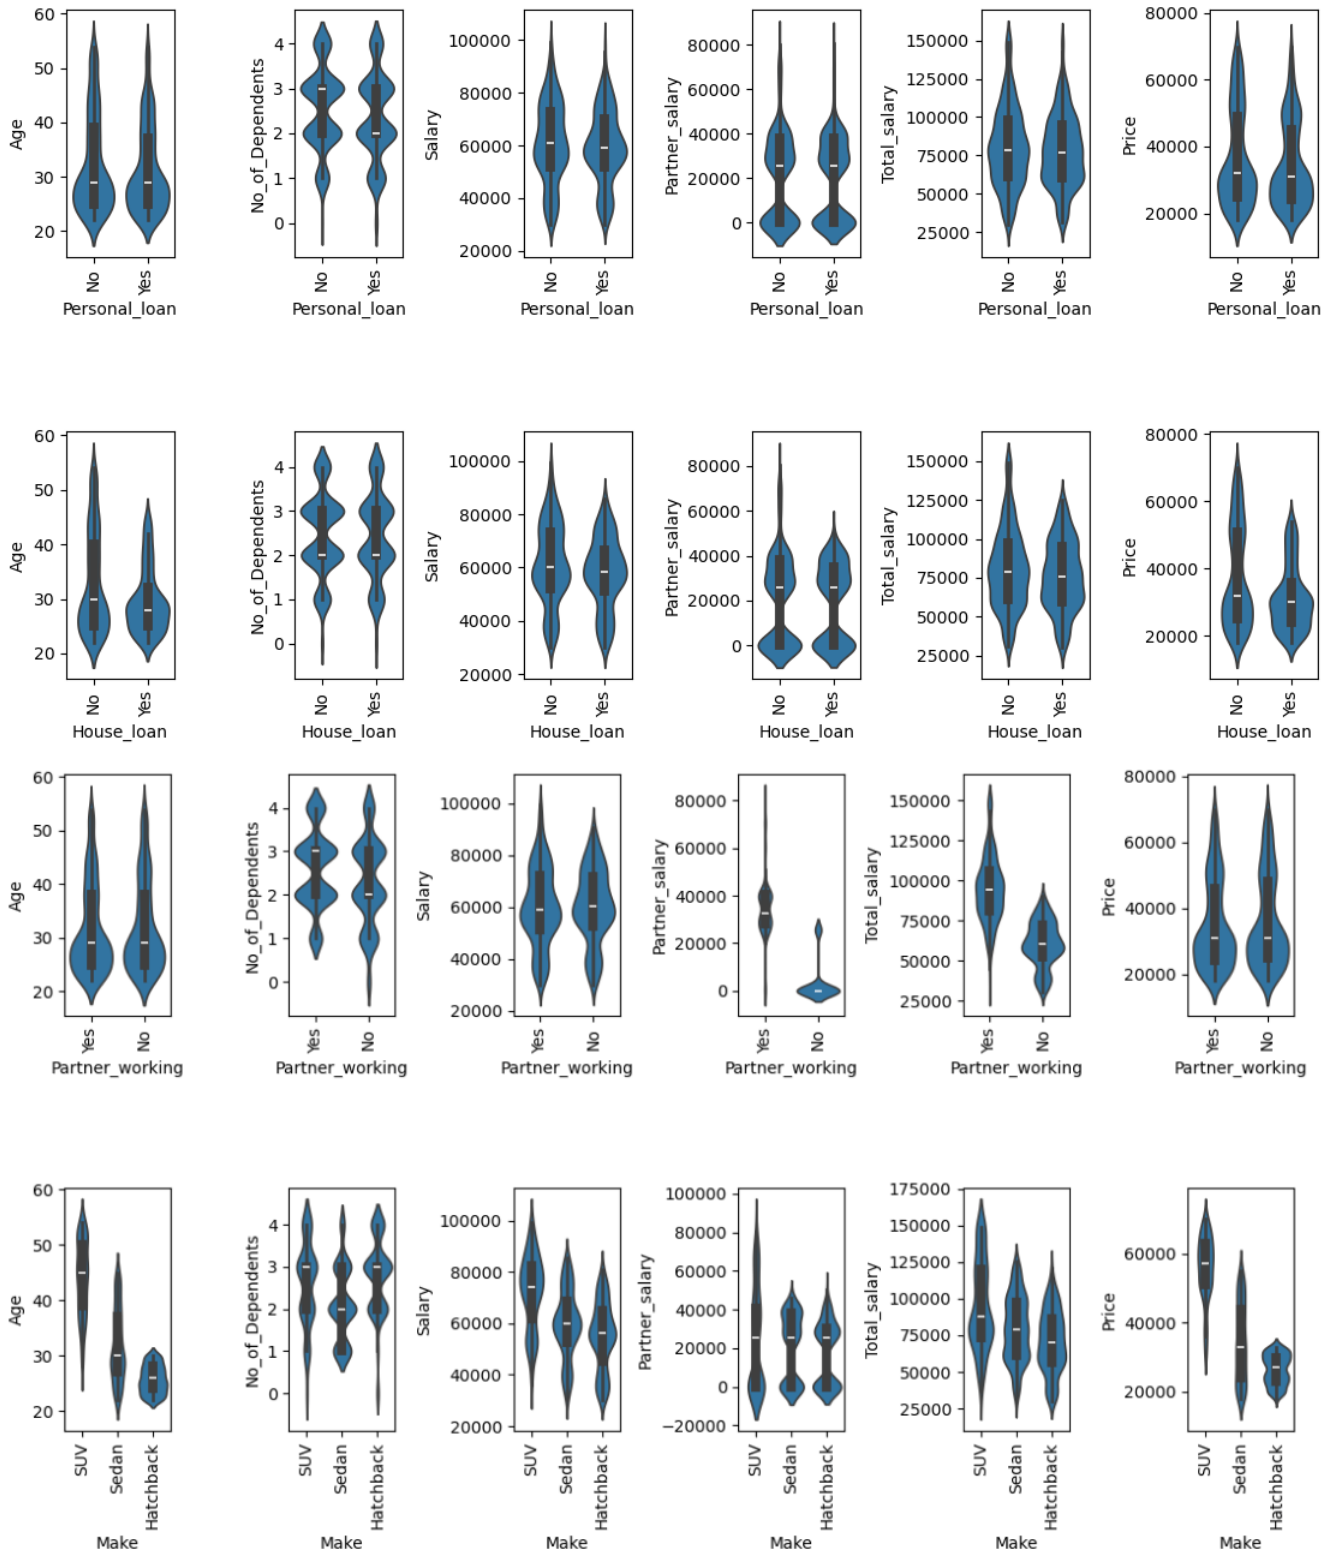 Age
60
50
40
30
20
No
Yes
Personal_loan
No_of_Dependents
4
3
2
1
0
No
Yes
Personal_loan
Salary
100000
80000
60000
40000
20000
No
Yes
Personal_loan
Partner_salary
80000
60000
40000
20000
0
No
Yes
Personal_loan
Total_salary
150000
125000
100000
75000
50000
25000
No
Yes
Personal_loan
Price
80000
60000
40000
20000
No
Yes
Personal_loan
Age
60
50
40
30
20
No
Yes
House_loan
No_of_Dependents
4
3
2
1
0
No
Yes
House_loan
Salary
100000
80000
60000
40000
20000
No
Yes
House_loan
Partner_salary
80000
60000
40000
20000
0
No
Yes
House_loan
Total_salary
150000
125000
100000
75000
50000
25000
No
Yes
House_loan
Price
80000
60000
40000
20000
No
Yes
House_loan
Age
60
50
40
30
20
Yes
No
Partner_working
No_of_Dependents
4
3
2
1
0
Yes
No
Partner_working
Salary
100000
80000
60000
40000
20000
Yes
No
Partner_working
Partner_salary
80000
60000
40000
20000
0
Yes
No
Partner_working
Total_salary
150000
125000
100000
75000
50000
25000
Yes
No
Partner_working
Price
80000
60000
40000
20000
Yes
No
Partner_working
Age
60
50
40
30
20
SUV
Sedan
Hatchback
Make
No_of_Dependents
4
3
2
1
0
SUV
Sedan
Hatchback
Make
Salary
100000
80000
60000
40000
20000
SUV
Sedan
Hatchback
Make
Partner_salary
100000
80000
60000
40000
20000
0
−20000
SUV
Sedan
Hatchback
Make
Total_salary
175000
150000
125000
100000
75000
50000
25000
SUV
Sedan
Hatchback
Make
Price
60000
40000
20000
SUV
Sedan
Hatchback
Make